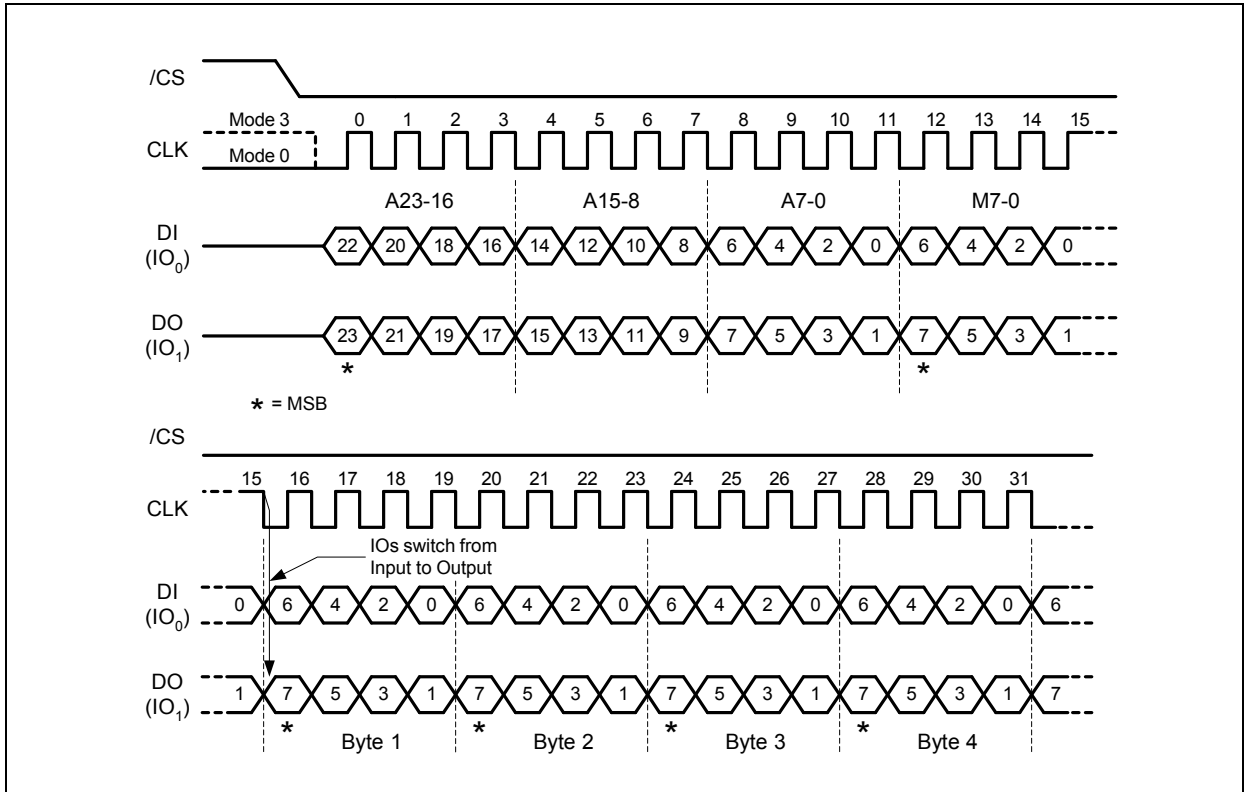 /CS
Mode 3 0 1 2 3 4 5 6 7 8 9 10 11 12 13 14 15
CLK
Mode 0
A23-16 A15-8 A7-0 M7-0
DI
(IO0) 22 20 18 16 14 12 10 8 6 4 2 0 6 4 2 0
DO
(IO1) 23 21 19 17 15 13 11 9 7 5 3 1 7 5 3 1
* *
* = MSB
/CS
15 16 17 18 19 20 21 22 23 24 25 26 27 28 29 30 31
CLK
IOs switch from
Input to Output
DI
(IO0) 0 6 4 2 0 6 4 2 0 6 4 2 0 6 4 2 0 6
DO
(IO1) 1 7 5 3 1 7 5 3 1 7 5 3 1 7 5 3 1 7
* Byte 1 * Byte 2 * Byte 3 * Byte 4